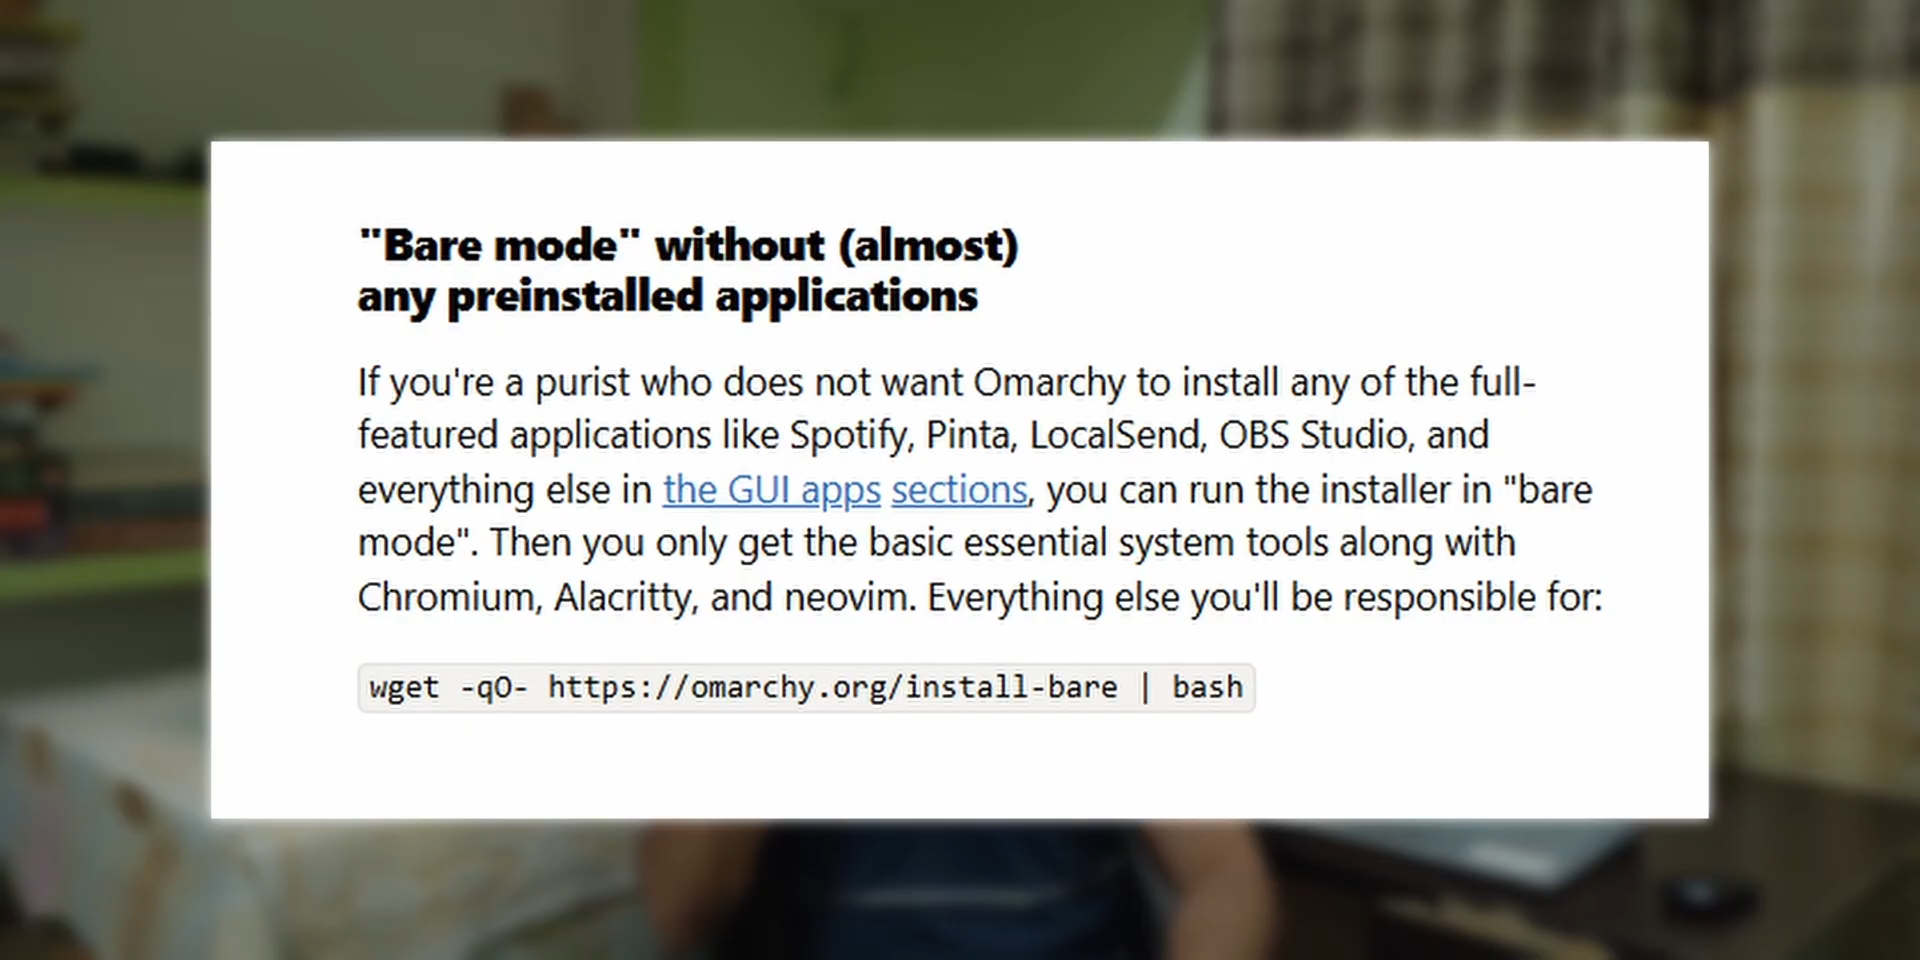 "Bare mode" without (almost)
any preinstalled applications
If you're a purist who does not want Omarchy to install any of the full-
featured applications like Spotify, Pinta, LocalSend, OBS Studio, and
everything else in the GUI apps sections, you can run the installer in "bare
mode". Then you only get the basic essential system tools along with
Chromium, Alacritty, and neovim. Everything else you'll be responsible for:
wget -qO- https://omarchy.org/install-bare | bash